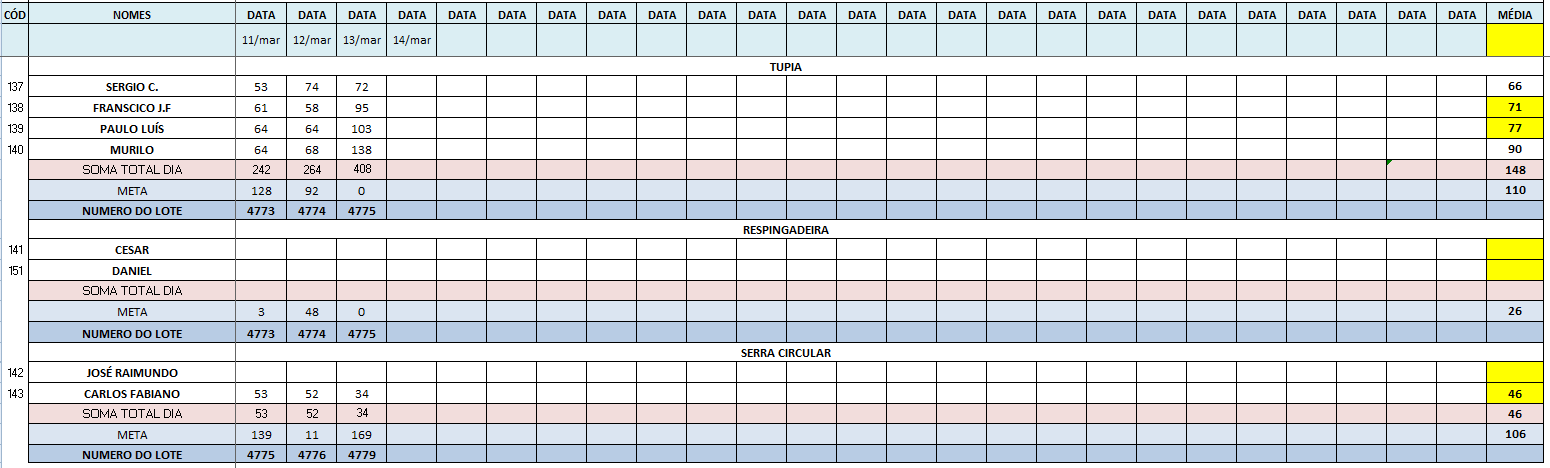 CÓD NOMES DATA DATA DATA DATA DATA DATA DATA DATA DATA DATA DATA DATA DATA DATA DATA DATA DATA DATA DATA DATA DATA DATA DATA DATA DATA MÉDIA
11/mar 12/mar 13/mar 14/mar
TUPIA
137 SERGIO C. 53 74 72 66
138 FRANSCICO J.F 61 58 95 71
139 PAULO LUÍS 64 64 103 77
140 MURILO 64 68 138 90
SOMA TOTAL DIA 242 264 408 148
META 128 92 0 110
NUMERO DO LOTE 4773 4774 4775
RESPINGADEIRA
141 CESAR
151 DANIEL
SOMA TOTAL DIA
META 3 48 0 26
NUMERO DO LOTE 4773 4774 4775
SERRA CIRCULAR
142 JOSÉ RAIMUNDO
143 CARLOS FABIANO 53 52 34 46
SOMA TOTAL DIA 53 52 34 46
META 139 11 169 106
NUMERO DO LOTE 4775 4776 4779